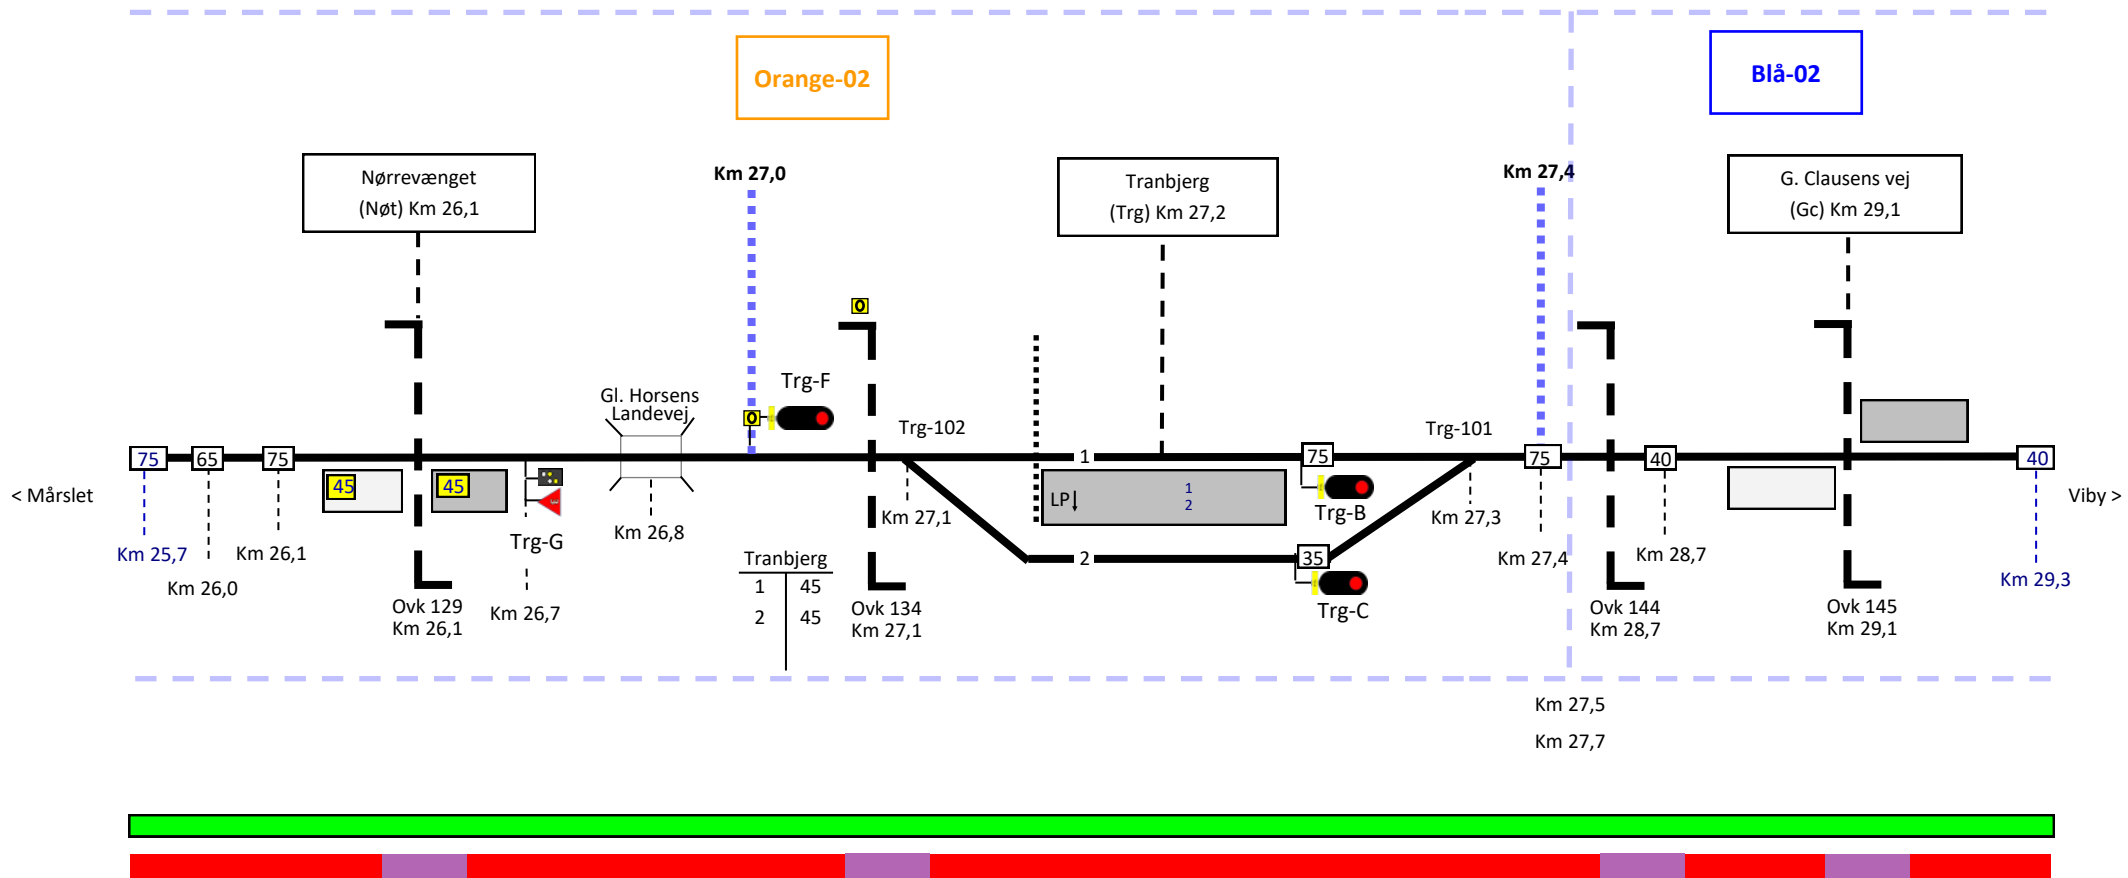 Orange-02
Blå-02
Nørrevænget
(Nøt) Km 26,1
Km 27,0
Tranbjerg
(Trg) Km 27,2
Km 27,4
G. Clausens vej
(Gc) Km 29,1
O
Trg-F
Gl. Horsens
Landevej
O
Trg-102
Trg-101
75
65
75
1
75
75
40
40
< Mårslet
45
45
LP↓
1
2
Trg-B
Viby >
Km 25,7
Km 26,0
Km 26,1
Trg-G
Km 26,8
Km 27,1
Km 27,3
Km 27,4
Km 28,7
Km 29,3
2
35
Trg-C
Tranbjerg
1 45
2 45
Ovk 129
Km 26,1
Km 26,7
Ovk 134
Km 27,1
Ovk 144
Km 28,7
Ovk 145
Km 29,1
Km 27,5
Km 27,7